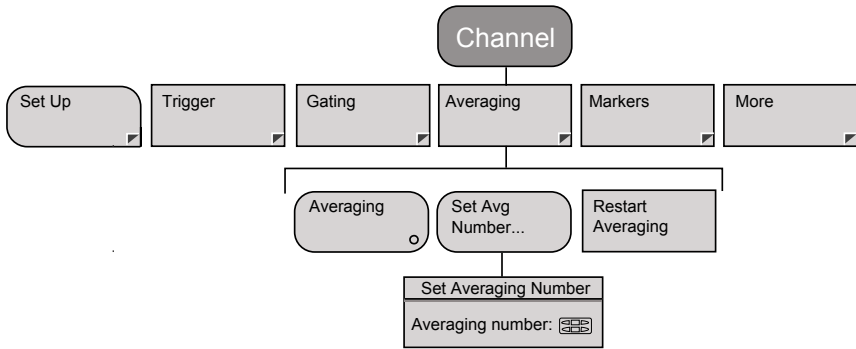 Channel
Set Up
Trigger
Gating
Averaging
Markers
More
Averaging
Set Avg
Number...
Restart
Averaging
Set Averaging Number
Averaging number: